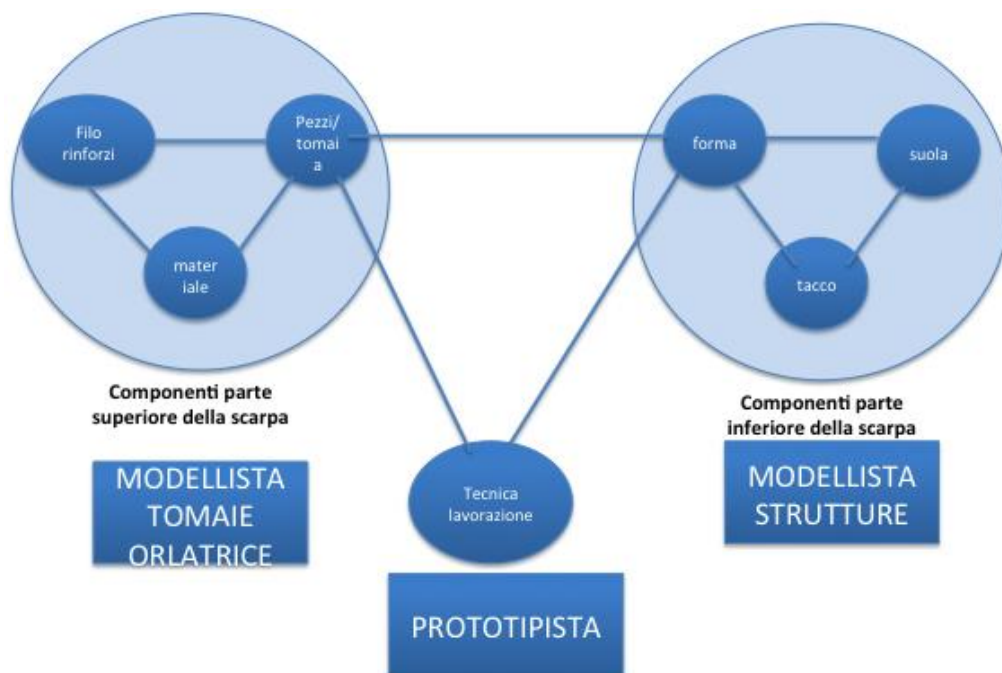 Filo
rinforzi
Pezzi/
tomai
a
mater
iale
forma
suola
tacco
Componenti parte
superiore della scarpa
Componenti parte
inferiore della scarpa
MODELLISTA
TOMAIE
ORLATRICE
Tecnica
lavorazione
MODELLISTA
STRUTTURE
PROTOTIPISTA